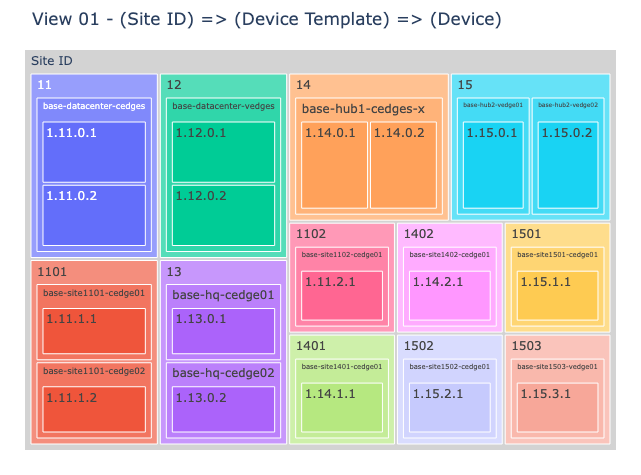 View 01 - (Site ID) => (Device Template) => (Device)
Site ID
11
base-datacenter-cedges
1.11.0.1
1.11.0.2
12
base-datacenter-vedges
1.12.0.1
1.12.0.2
14
base-hub1-cedges-x
1.14.0.1
1.14.0.2
15
base-hub2-vedge01
1.15.0.1
base-hub2-vedge02
1.15.0.2
1101
base-site1101-cedge01
1.11.1.1
base-site1101-cedge02
1.11.1.2
13
base-hq-cedge01
1.13.0.1
base-hq-cedge02
1.13.0.2
1102
base-site1102-cedge01
1.11.2.1
1402
base-site1402-cedge01
1.14.2.1
1501
base-site1501-cedge01
1.15.1.1
1401
base-site1401-cedge01
1.14.1.1
1502
base-site1502-cedge01
1.15.2.1
1503
base-site1503-vedge01
1.15.3.1